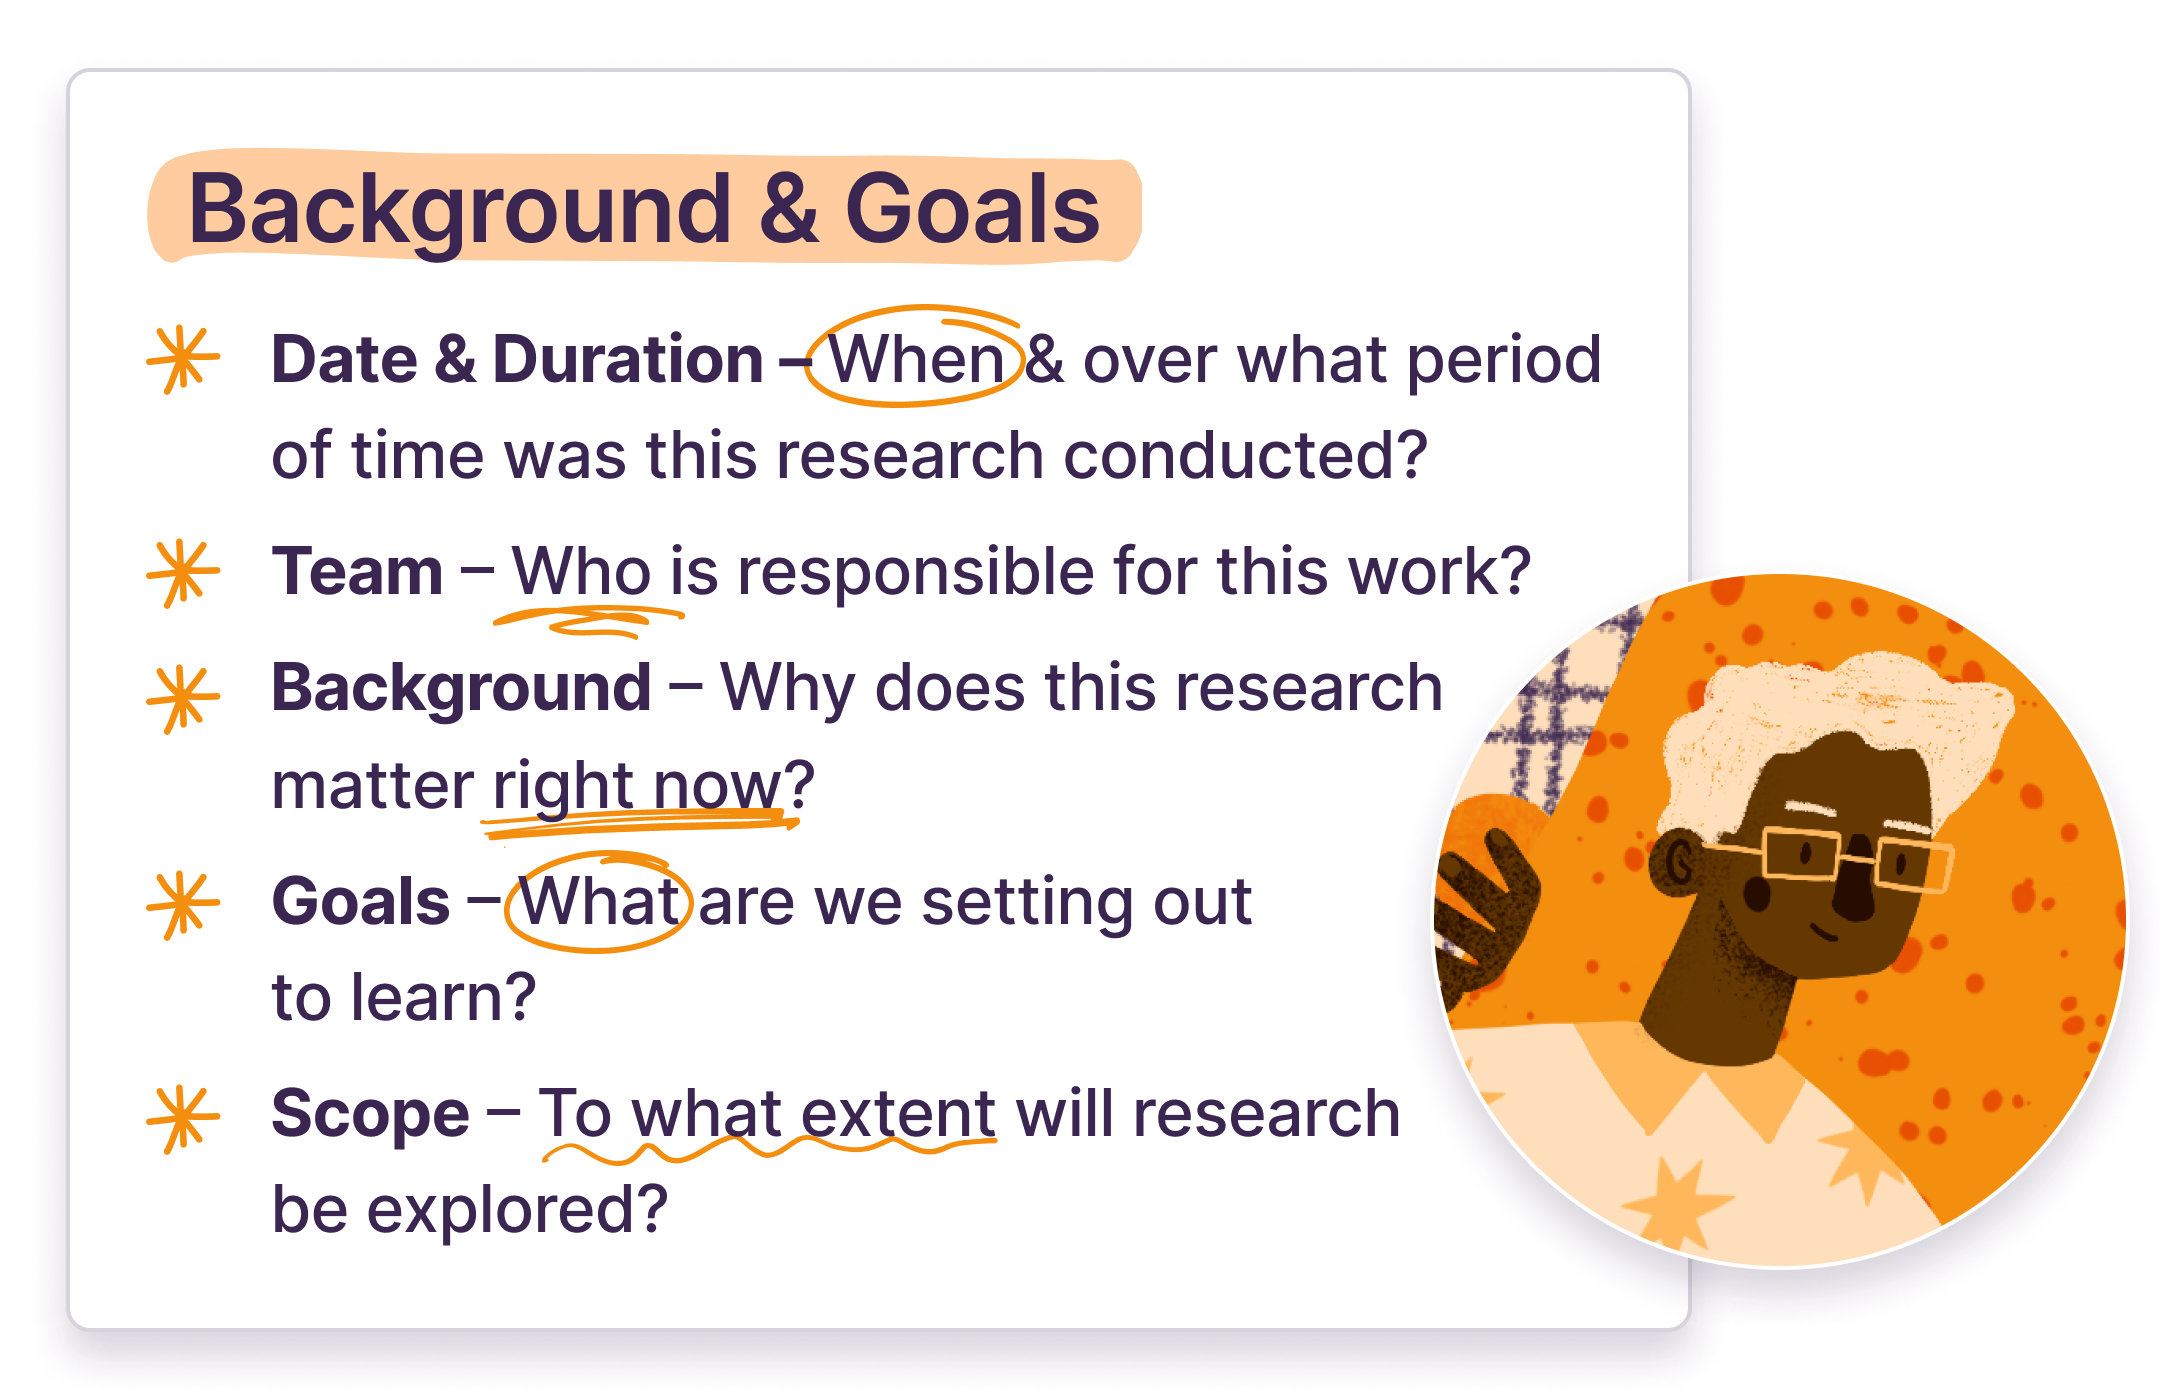 Background & Goals
Date & Duration – When & over what period
of time was this research conducted?
Team – Who is responsible for this work?
Background – Why does this research
matter right now?
Goals – What are we setting out
to learn?
Scope – To what extent will research
be explored?